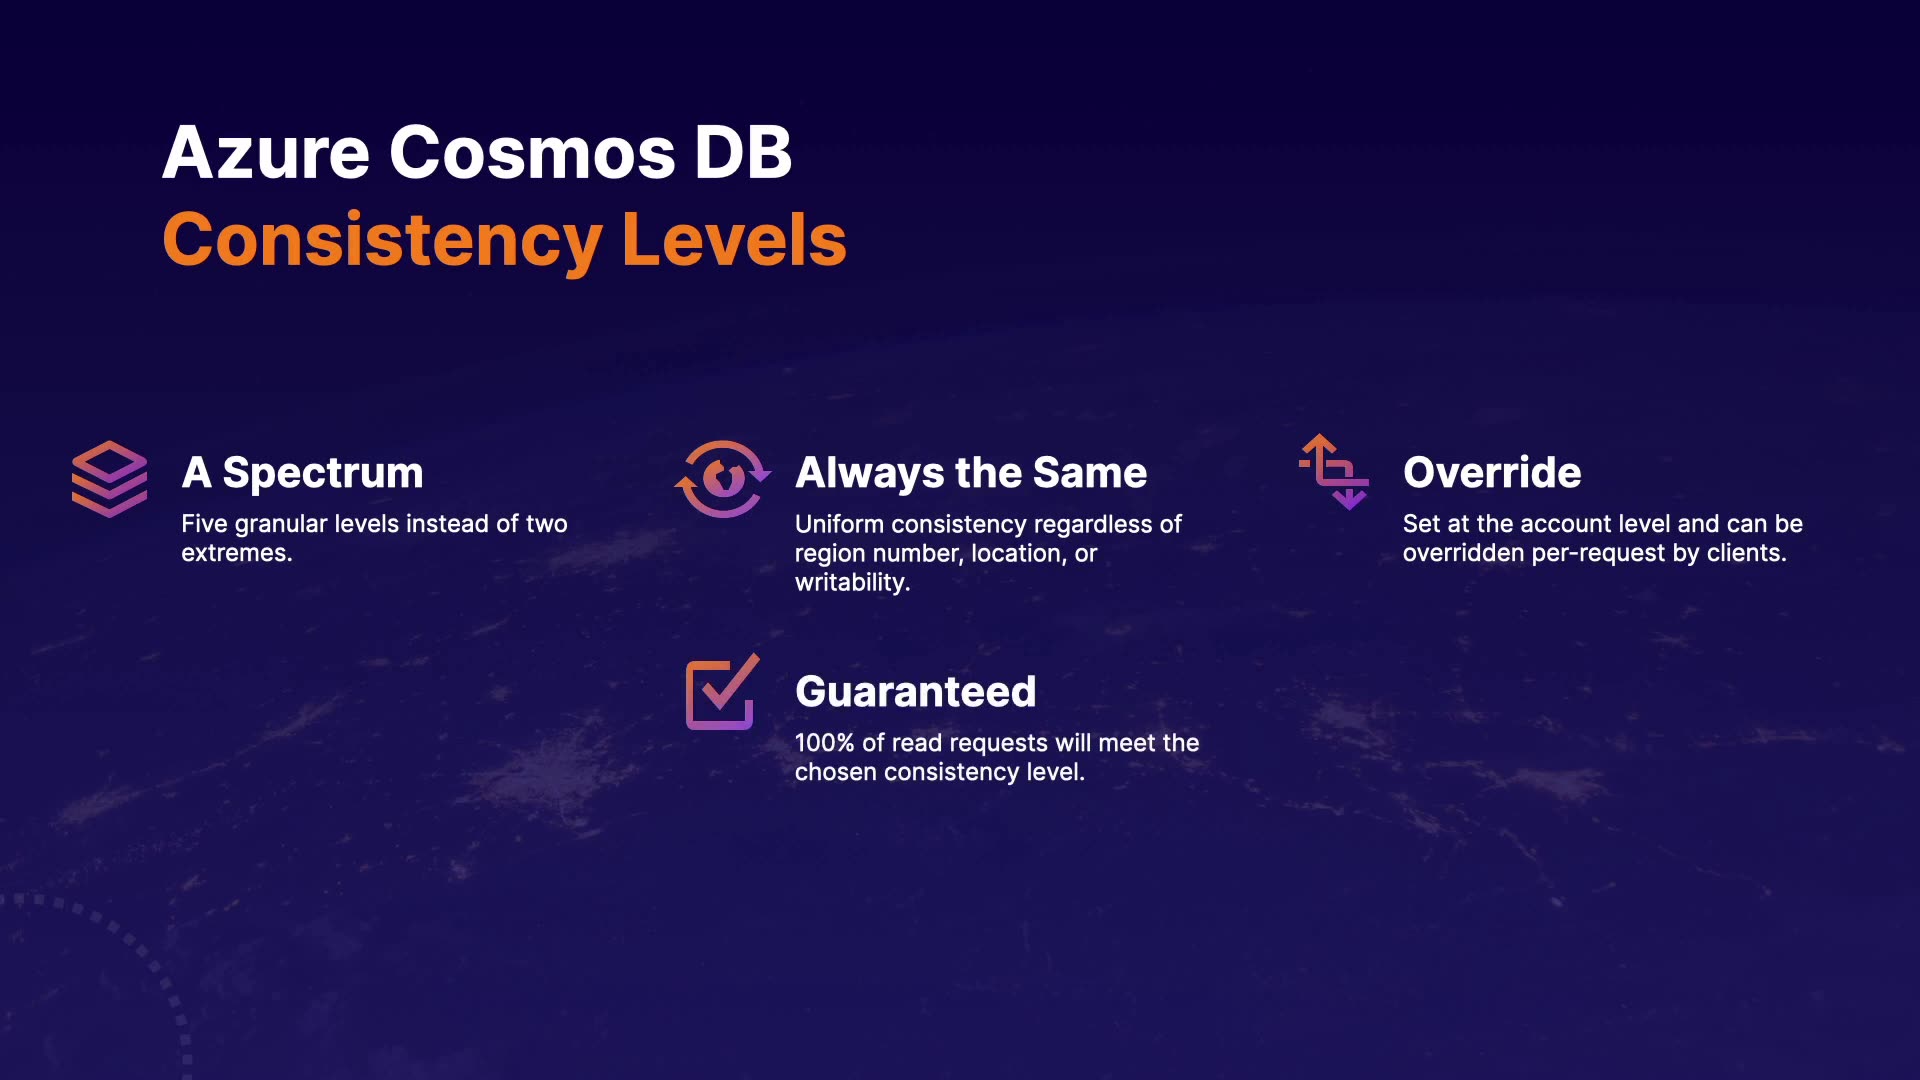 Azure Cosmos DB
Consistency Levels
A Spectrum
Five granular levels instead of two
extremes.
Always the Same
Uniform consistency regardless of
region number, location, or
writability.
Override
Set at the account level and can be
overridden per-request by clients.
Guaranteed
100% of read requests will meet the
chosen consistency level.